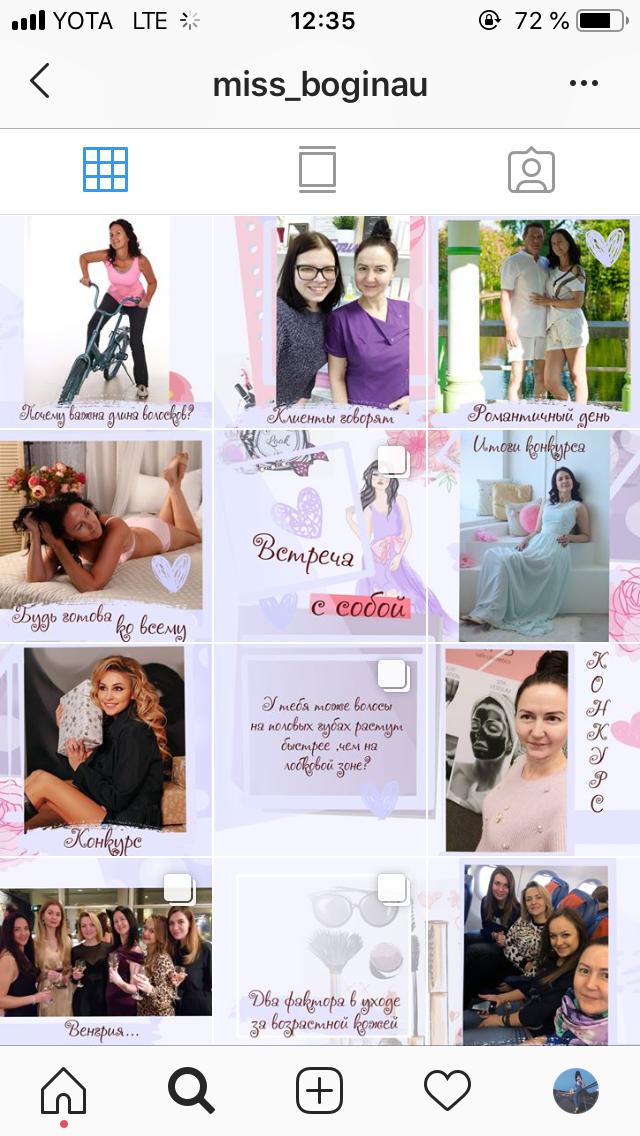 YOTA LTE 12:35 72 %
miss_boginau
Почему важна длина волосков?
Клиенты говорят
Романтичный день
Будь готова
ко всему
Look
Встреча
с собой
Итоги конкурса
Конкурс
У тебя тоже волосы
на половых губах растут
быстрее ,чем на
лобковой зоне?
КОНКУРС
Венгрия...
Два фактора в уходе
за возрастной кожей